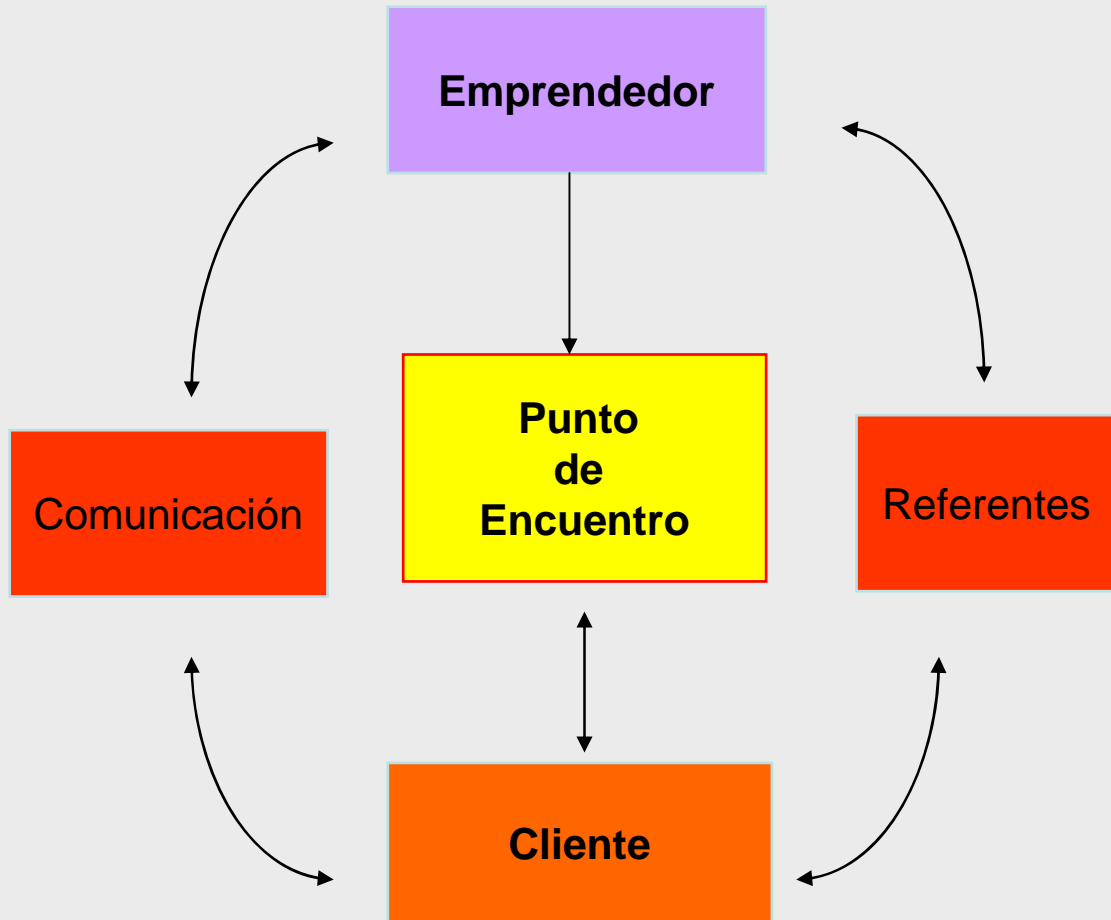 Emprendedor
Punto
de
Encuentro
Comunicación
Referentes
Cliente